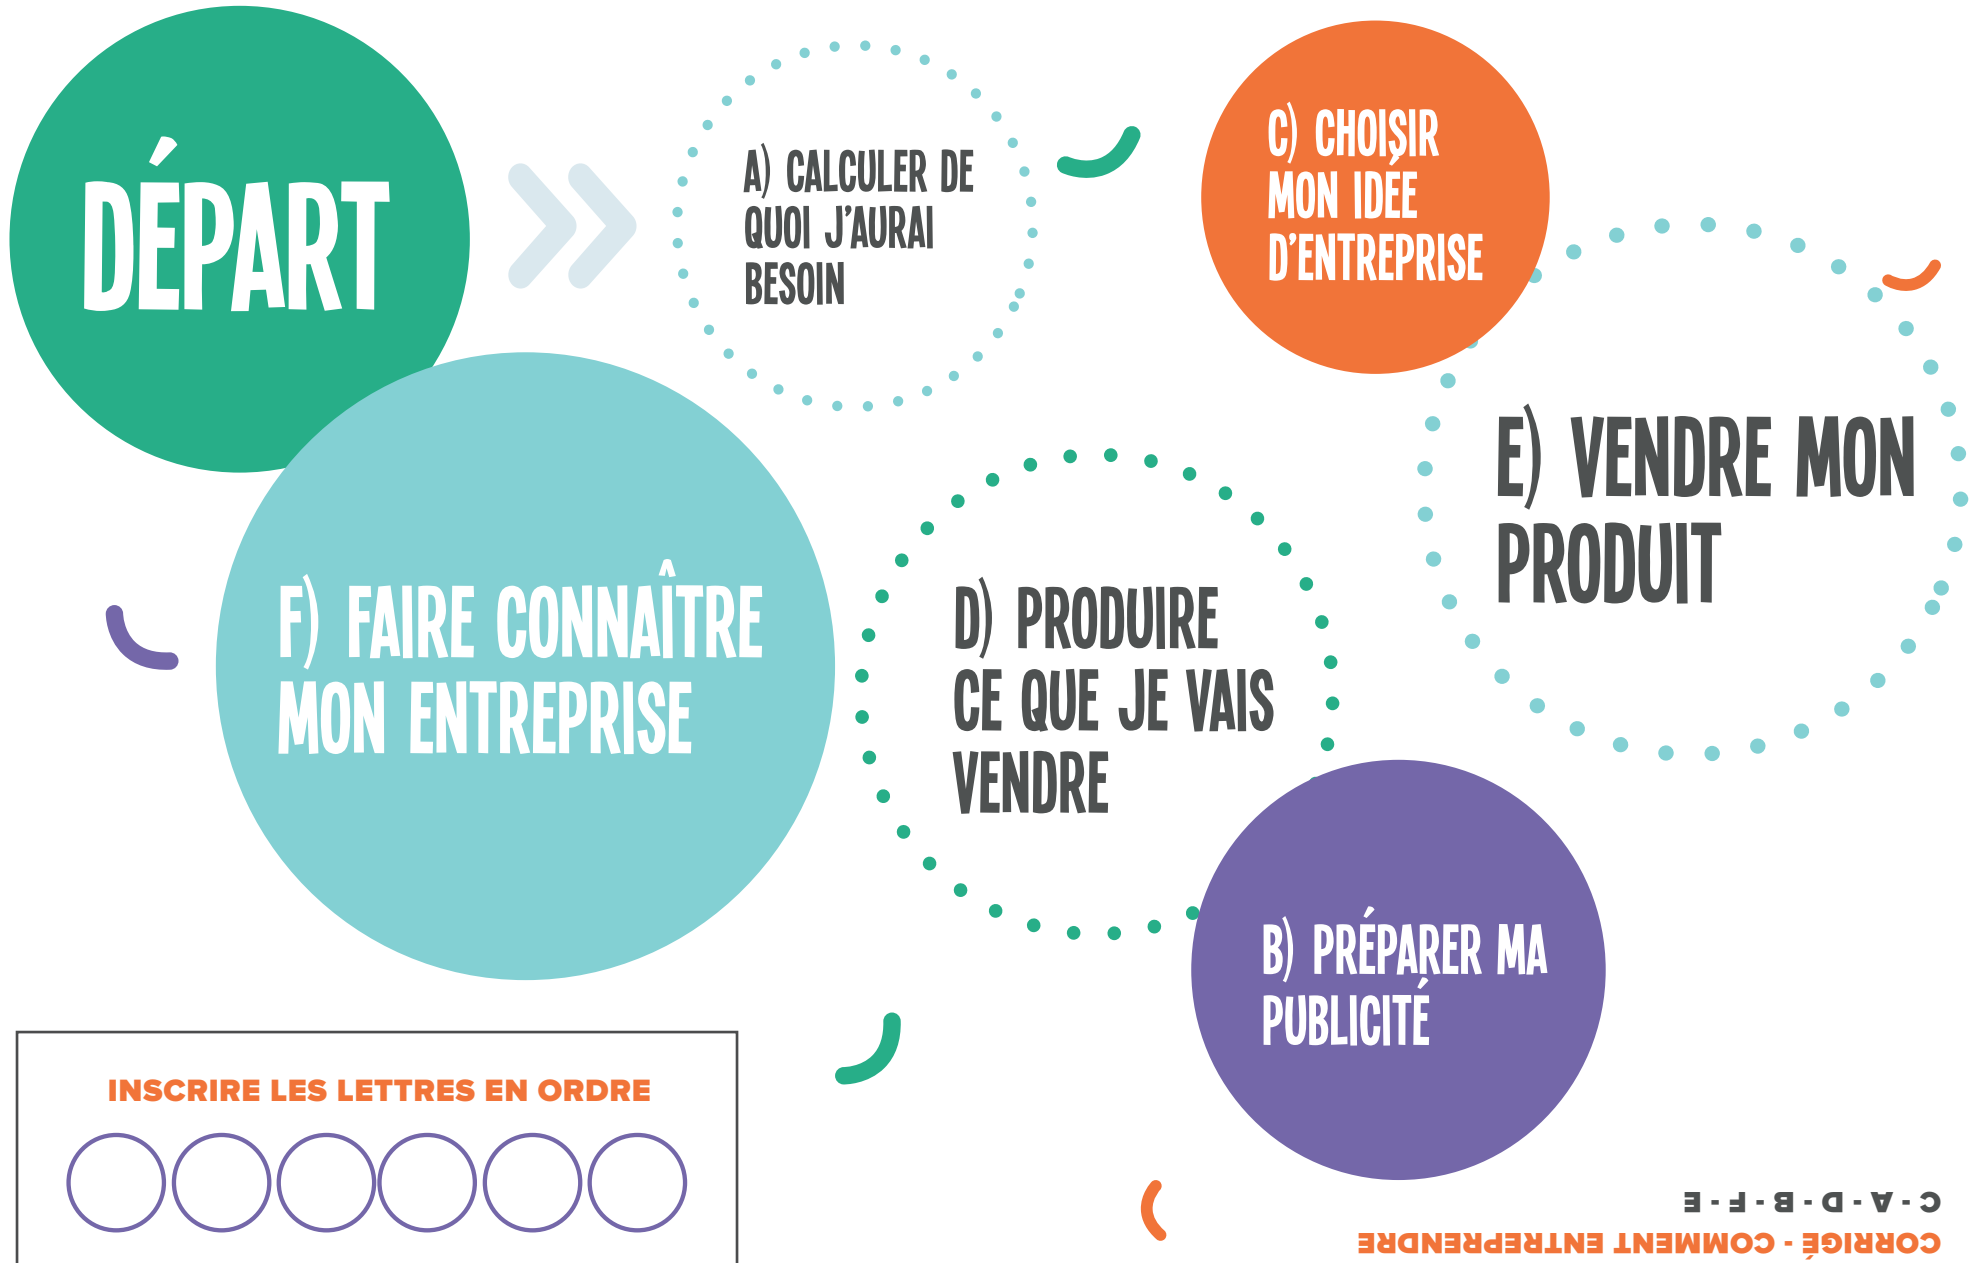 DÉPART
A) CALCULER DE
QUOI J’AURAI
BESOIN
C) CHOISIR
MON IDÉE
D’ENTREPRISE
E) VENDRE MON
PRODUIT
F) FAIRE CONNAÎTRE
MON ENTREPRISE
D) PRODUIRE
CE QUE JE VAIS
VENDRE
B) PRÉPARER MA
PUBLICITÉ
INSCRIRE LES LETTRES EN ORDRE
CORRIGÉ - COMMENT ENTREPRENDRE
C - A - D - B - F - E